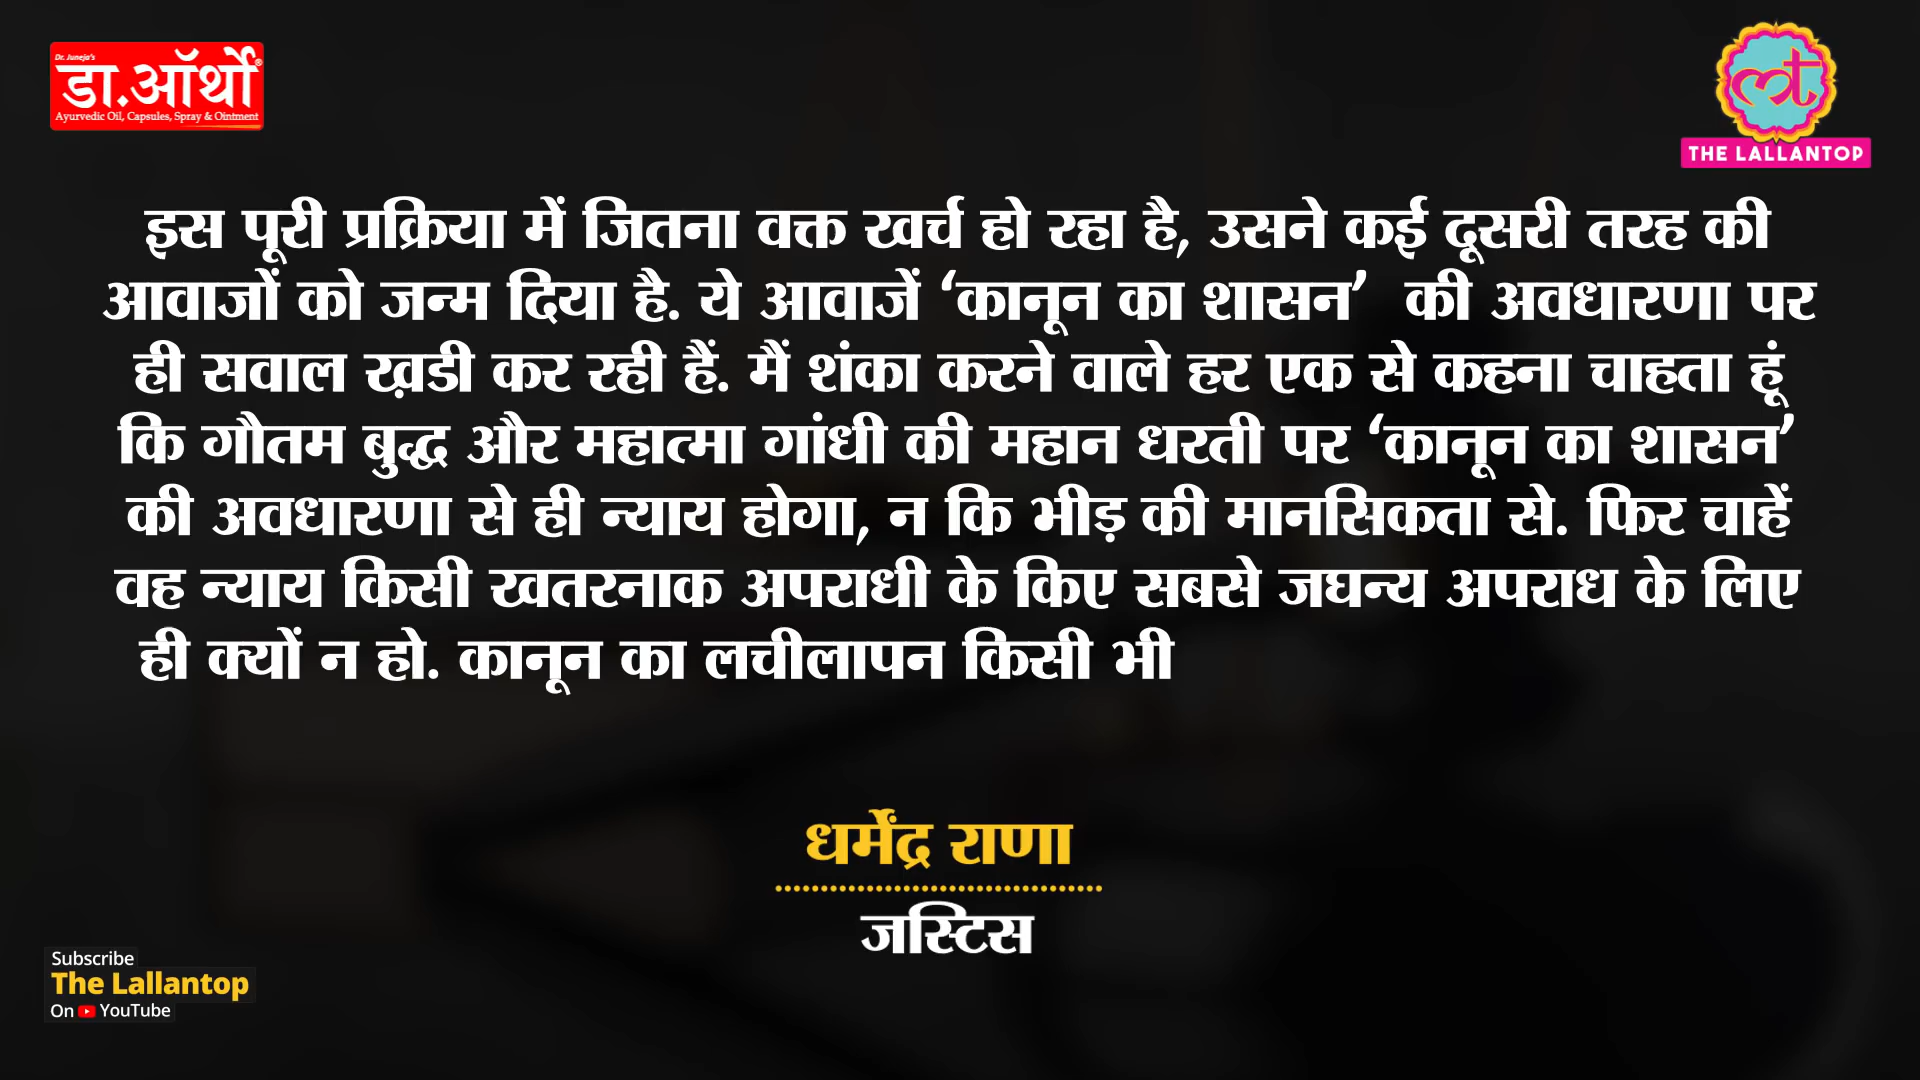 Dr. Juneja's
डा.ऑर्थो®
Ayurvedic Oil, Capsules, Spray & Ointment
lt
THE LALLANTOP
इस पूरी प्रक्रिया में जितना वक्त खर्च हो रहा है, उसने कई दूसरी तरह की
आवाजों को जन्म दिया है. ये आवाजें ‘कानून का शासन’ की अवधारणा पर
ही सवाल ख़डी कर रही हैं. मैं शंका करने वाले हर एक से कहना चाहता हूं
कि गौतम बुद्ध और महात्मा गांधी की महान धरती पर ‘कानून का शासन’
की अवधारणा से ही न्याय होगा, न कि भीड़ की मानसिकता से. फिर चाहें
वह न्याय किसी खतरनाक अपराधी के किए सबसे जघन्य अपराध के लिए
ही क्यों न हो. कानून का लचीलापन किसी भी
धर्मेंद्र राणा
जस्टिस
Subscribe
The Lallantop
On YouTube